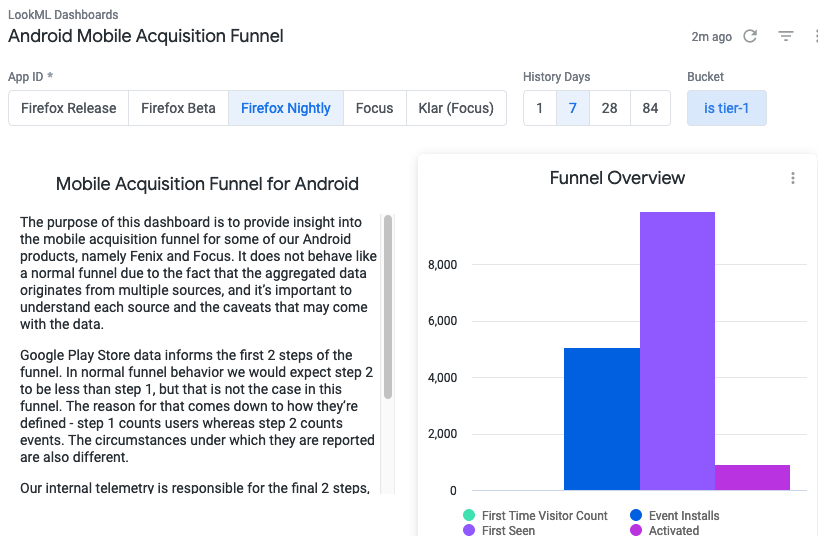 LookML Dashboards
Android Mobile Acquisition Funnel
2m ago
App ID *
History Days
Bucket
Firefox Release
Firefox Beta
Firefox Nightly
Focus
Klar (Focus)
1
7
28
84
is tier-1
Mobile Acquisition Funnel for Android
The purpose of this dashboard is to provide insight into
the mobile acquisition funnel for some of our Android
products, namely Fenix and Focus. It does not behave like
a normal funnel due to the fact that the aggregated data
originates from multiple sources, and it’s important to
understand each source and the caveats that may come
with the data.
Google Play Store data informs the first 2 steps of the
funnel. In normal funnel behavior we would expect step 2
to be less than step 1, but that is not the case in this
funnel. The reason for that comes down to how they’re
defined - step 1 counts users whereas step 2 counts
events. The circumstances under which they are reported
are also different.
Our internal telemetry is responsible for the final 2 steps,
Funnel Overview
8,000
6,000
4,000
2,000
0
First Time Visitor Count
Event Installs
First Seen
Activated